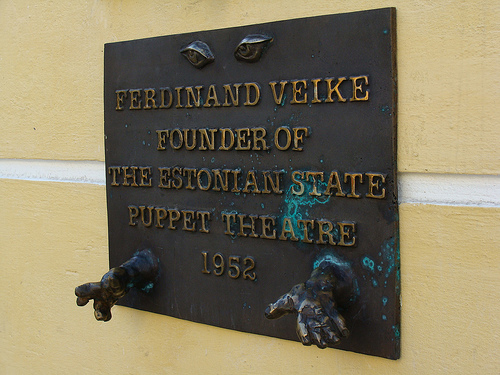 FERDINAND VEIKE
FOUNDER OF
THE ESTONIAN STATE
PUPPET THEATRE
1952